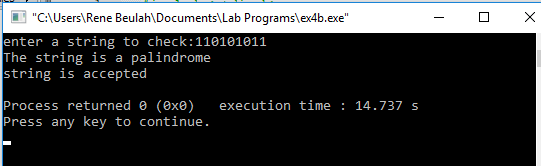 "C:\Users\Rene Beulah\Documents\Lab Programs\ex4b.exe"
enter a string to check:110101011
The string is a palindrome
string is accepted
Process returned 0 (0x0)   execution time : 14.737 s
Press any key to continue.